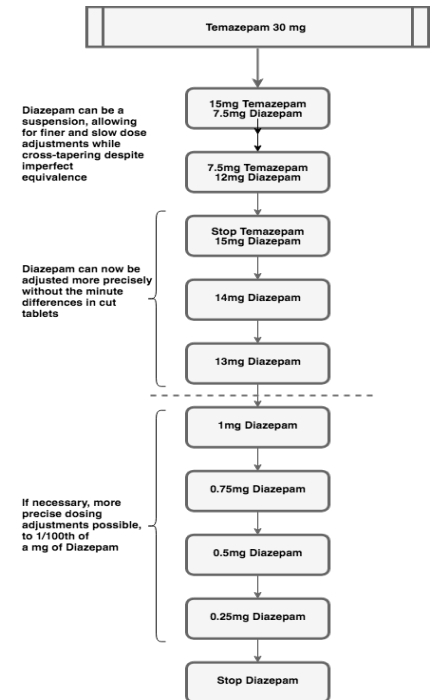 Temazepam 30 mg
15mg Temazepam
7.5mg Diazepam
Diazepam can be a
suspension, allowing
for finer and slow dose
adjustments while
cross-tapering despite
imperfect
equivalence
7.5mg Temazepam
12mg Diazepam
Stop Temazepam
15mg Diazepam
Diazepam can now be
adjusted more precisely
without the minute
differences in cut
tablets
14mg Diazepam
13mg Diazepam
1mg Diazepam
0.75mg Diazepam
If necessary, more
precise dosing
adjustments possible,
to 1/100th of
a mg of Diazepam
0.5mg Diazepam
0.25mg Diazepam
Stop Diazepam